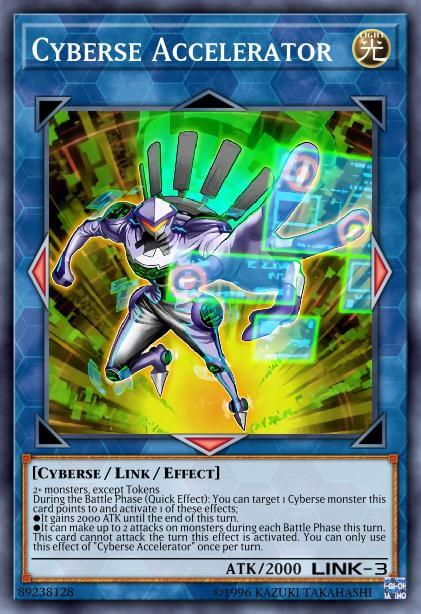 CYBERSE ACCELERATOR
LIGHT
光
[CYBERSE / LINK / EFFECT]
2+ monsters, except Tokens
During the Battle Phase (Quick Effect): You can target 1 Cyberse monster this
card points to and activate 1 of these effects;
●It gains 2000 ATK until the end of this turn.
●It can make up to 2 attacks on monsters during each Battle Phase this turn.
This card cannot attack the turn this effect is activated. You can only use
this effect of "Cyberse Accelerator" once per turn.
ATK/2000 LINK-3
89238128 ©1996 KAZUKI TAKAHASHI